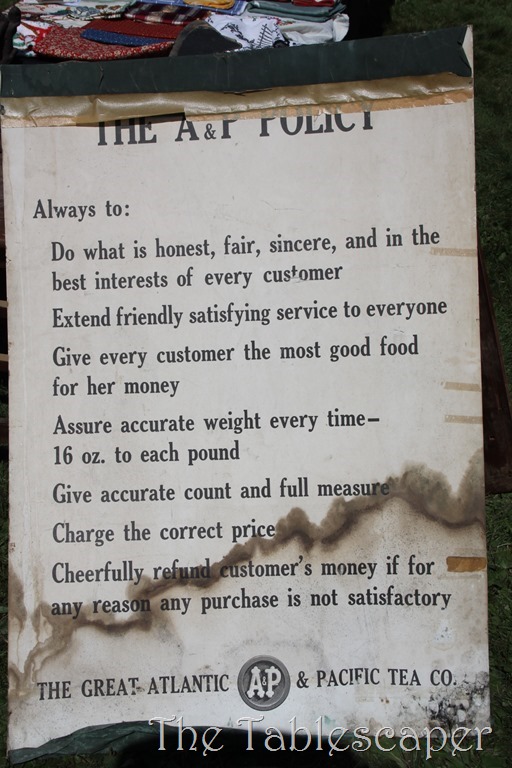 THE A&P POLICY
Always to:
Do what is honest, fair, sincere, and in the
best interests of every customer
Extend friendly satisfying service to everyone
Give every customer the most good food
for her money
Assure accurate weight every time—
16 oz. to each pound
Give accurate count and full measure
Charge the correct price
Cheerfully refund customer's money if for
any reason any purchase is not satisfactory
THE GREAT ATLANTIC A&P & PACIFIC TEA CO.
The Tablescaper